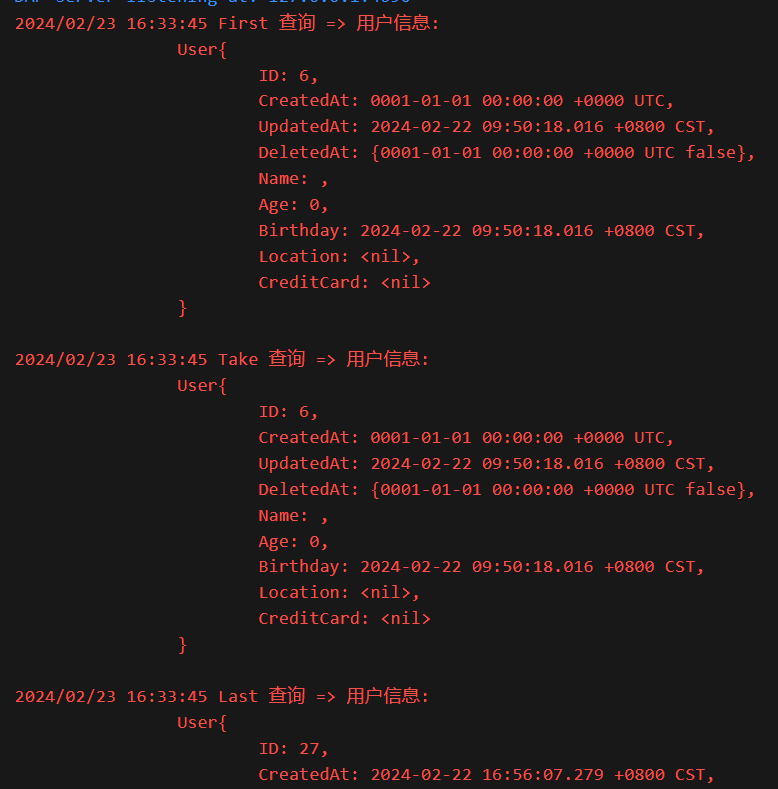 2024/02/23 16:33:45 First 查询 => 用户信息:
User{
ID: 6,
CreatedAt: 0001-01-01 00:00:00 +0000 UTC,
UpdatedAt: 2024-02-22 09:50:18.016 +0800 CST,
DeletedAt: {0001-01-01 00:00:00 +0000 UTC false},
Name: ,
Age: 0,
Birthday: 2024-02-22 09:50:18.016 +0800 CST,
Location: <nil>,
CreditCard: <nil>
}
2024/02/23 16:33:45 Take 查询 => 用户信息:
User{
ID: 6,
CreatedAt: 0001-01-01 00:00:00 +0000 UTC,
UpdatedAt: 2024-02-22 09:50:18.016 +0800 CST,
DeletedAt: {0001-01-01 00:00:00 +0000 UTC false},
Name: ,
Age: 0,
Birthday: 2024-02-22 09:50:18.016 +0800 CST,
Location: <nil>,
CreditCard: <nil>
}
2024/02/23 16:33:45 Last 查询 => 用户信息:
User{
ID: 27,
CreatedAt: 2024-02-22 16:56:07.279 +0800 CST,